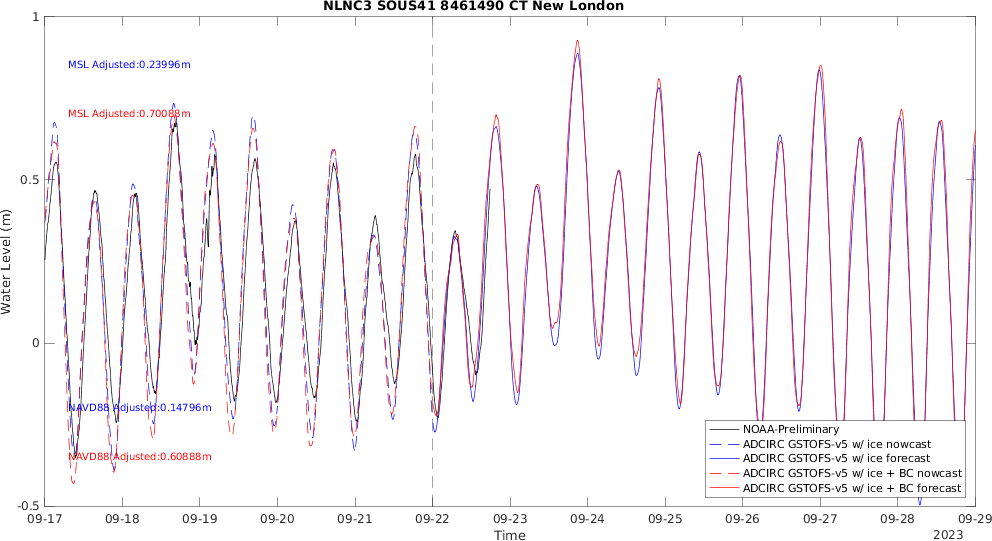 NLNC3 SOUS41 8461490 CT New London
1
MSL Adjusted:0.23996m
MSL Adjusted:0.70088m
0.5
Water Level (m)
0
NAVD88 Adjusted:0.14796m
NAVD88 Adjusted:0.60888m
-0.5
NOAA-Preliminary
ADCIRC GSTOFS-v5 w/ ice nowcast
ADCIRC GSTOFS-v5 w/ ice forecast
ADCIRC GSTOFS-v5 w/ ice + BC nowcast
ADCIRC GSTOFS-v5 w/ ice + BC forecast
09-17 09-18 09-19 09-20 09-21 09-22 09-23 09-24 09-25 09-26 09-27 09-28 09-29
Time
2023